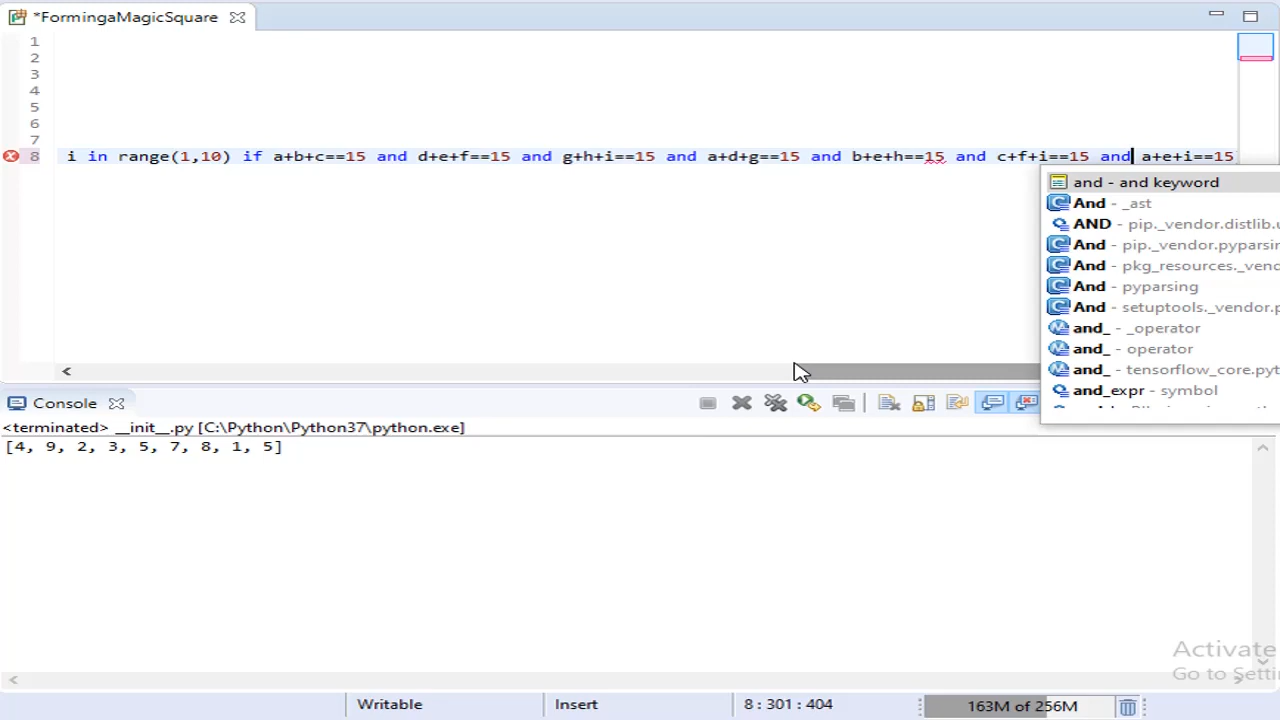 *FormingaMagicSquare
1
2
3
4
5
6
7
8 i in range(1,10) if a+b+c==15 and d+e+f==15 and g+h+i==15 and a+d+g==15 and b+e+h==15 and c+f+i==15 and a+e+i==15
and - and keyword
And - _ast
AND - pip._vendor.distlib.u
And - pip._vendor.pyparsin
And - pkg_resources._vend
And - pyparsing
And - setuptools._vendor.p
and_ - _operator
and_ - operator
and_ - tensorflow_core.pyt
and_expr - symbol
Console
<terminated> __init__.py [C:\Python\Python37\python.exe]
[4, 9, 2, 3, 5, 7, 8, 1, 5]
Activate
Go to Setti
Writable Insert 8 : 301 : 404 163M of 256M